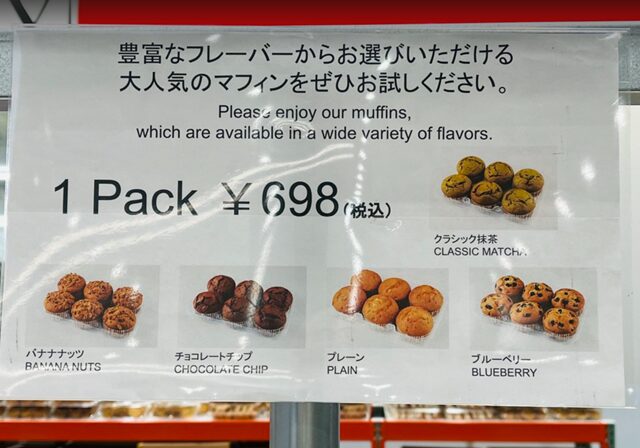 豊富なフレーバーからお選びいただける
大人気のマフィンをぜひお試しください。
Please enjoy our muffins,
which are available in a wide variety of flavors.
1 Pack ¥698(税込)
クラシック抹茶
CLASSIC MATCHA
バナナナッツ
BANANA NUTS
チョコレートチップ
CHOCOLATE CHIP
プレーン
PLAIN
ブルーベリー
BLUEBERRY